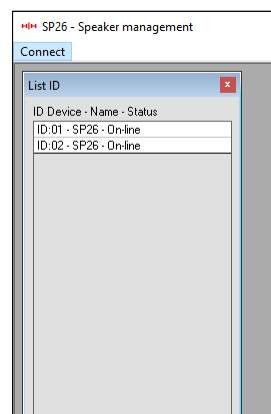 SP26 - Speaker management
Connect
List ID
ID Device - Name - Status
ID:01 - SP26 - On-line
ID:02 - SP26 - On-line